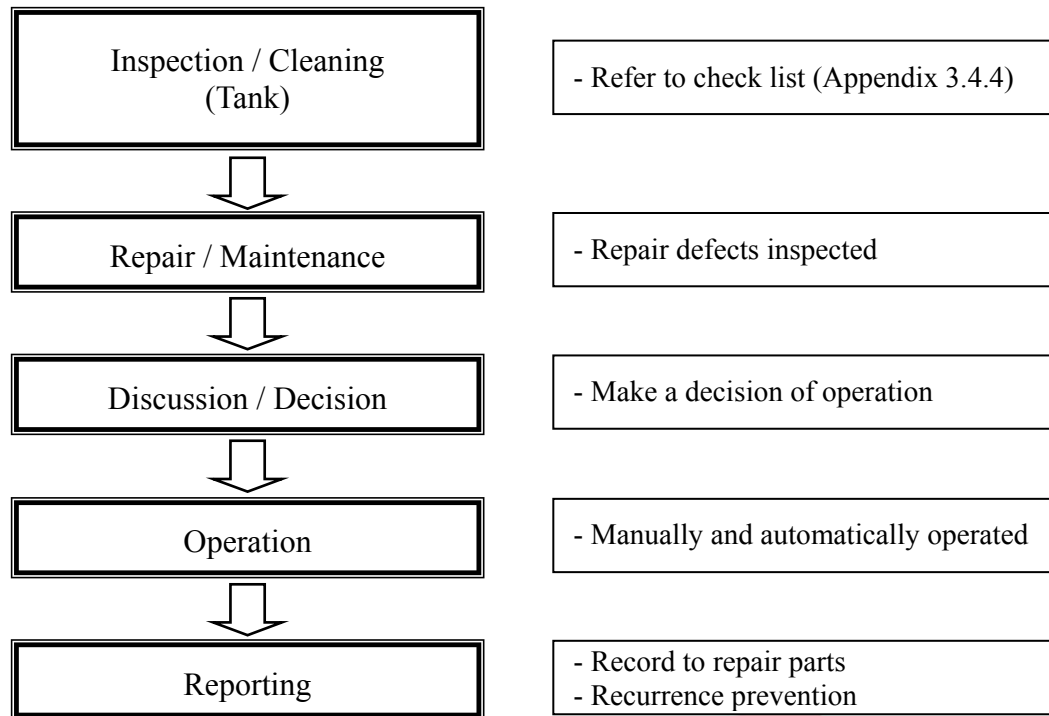 Inspection / Cleaning
(Tank)
- Refer to check list (Appendix 3.4.4)
Repair / Maintenance
- Repair defects inspected
Discussion / Decision
- Make a decision of operation
Operation
- Manually and automatically operated
Reporting
- Record to repair parts
- Recurrence prevention